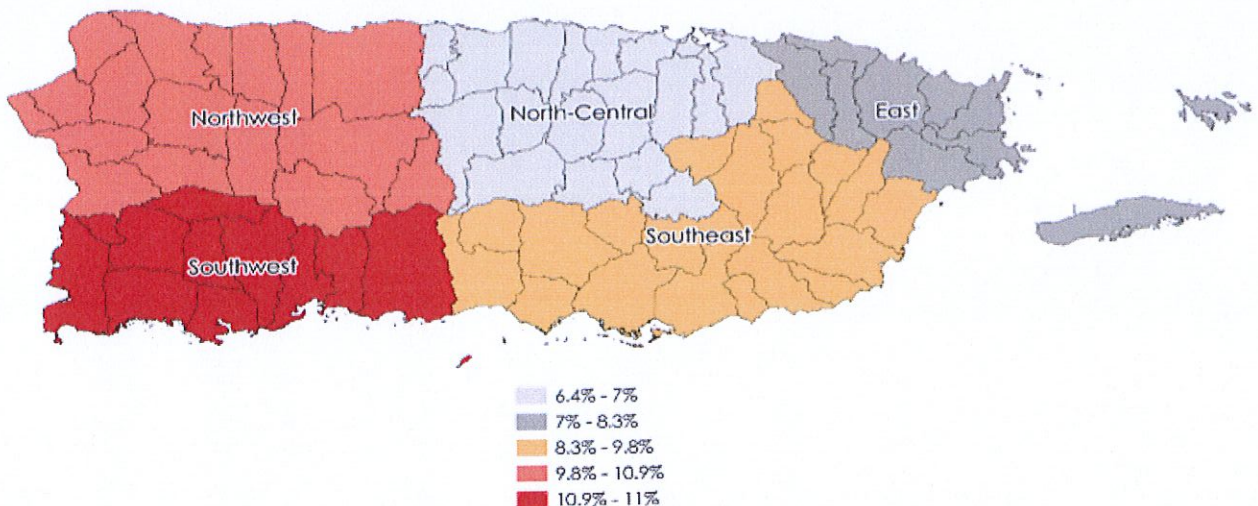 Northwest
North-Central
East
Southeast
Southwest
6.4% - 7%
7% - 8.3%
8.3% - 9.8%
9.8% - 10.9%
10.9% - 11%